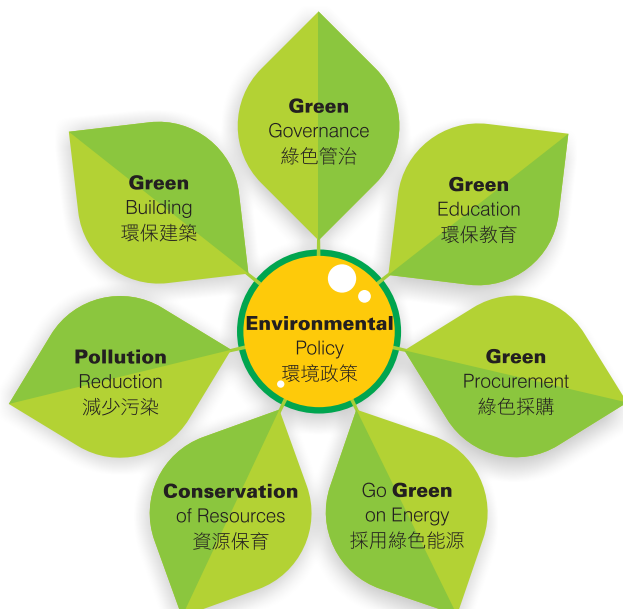 Green
Governance
綠色管治
Green
Building
環保建築
Green
Education
環保教育
Environmental
Policy
環境政策
Pollution
Reduction
減少污染
Green
Procurement
綠色採購
Conservation
of Resources
資源保育
Go Green
on Energy
採用綠色能源